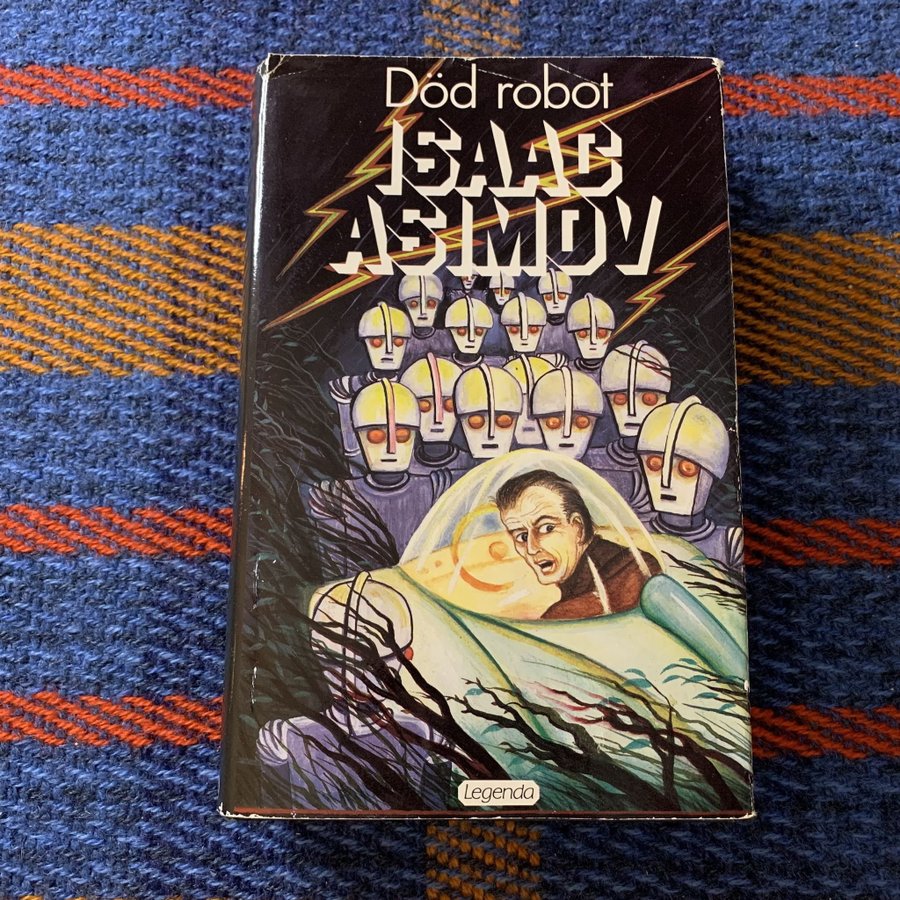 Död robot
ISAAC
ASIMOV
Legenda